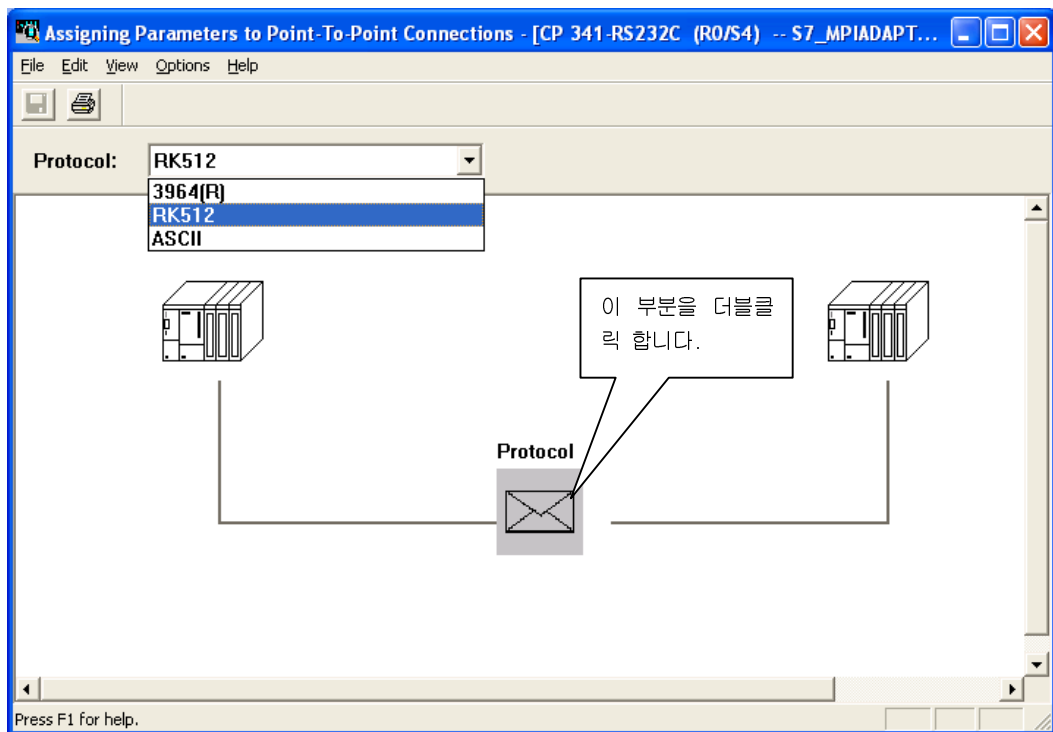 Assigning Parameters to Point-To-Point Connections - [CP 341-RS232C (R0/S4) -- S7_MPIADAPT...
File Edit View Options Help
Protocol: RK512
3964(R)
RK512
ASCII
이 부분을 더블클
릭 합니다.
Protocol
Press F1 for help.